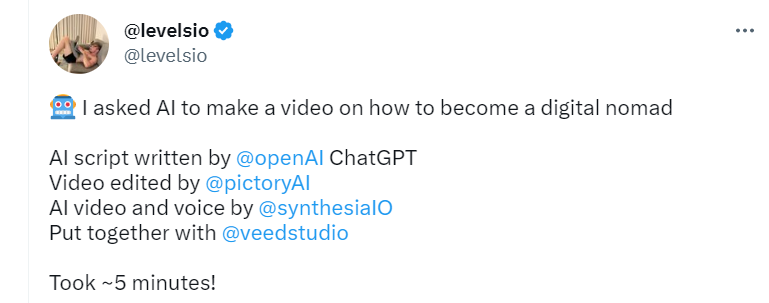 @levelsio
@levelsio
🤖 I asked AI to make a video on how to become a digital nomad
AI script written by @openAI ChatGPT
Video edited by @pictoryAI
AI video and voice by @synthesiaIO
Put together with @veedstudio
Took ~5 minutes!